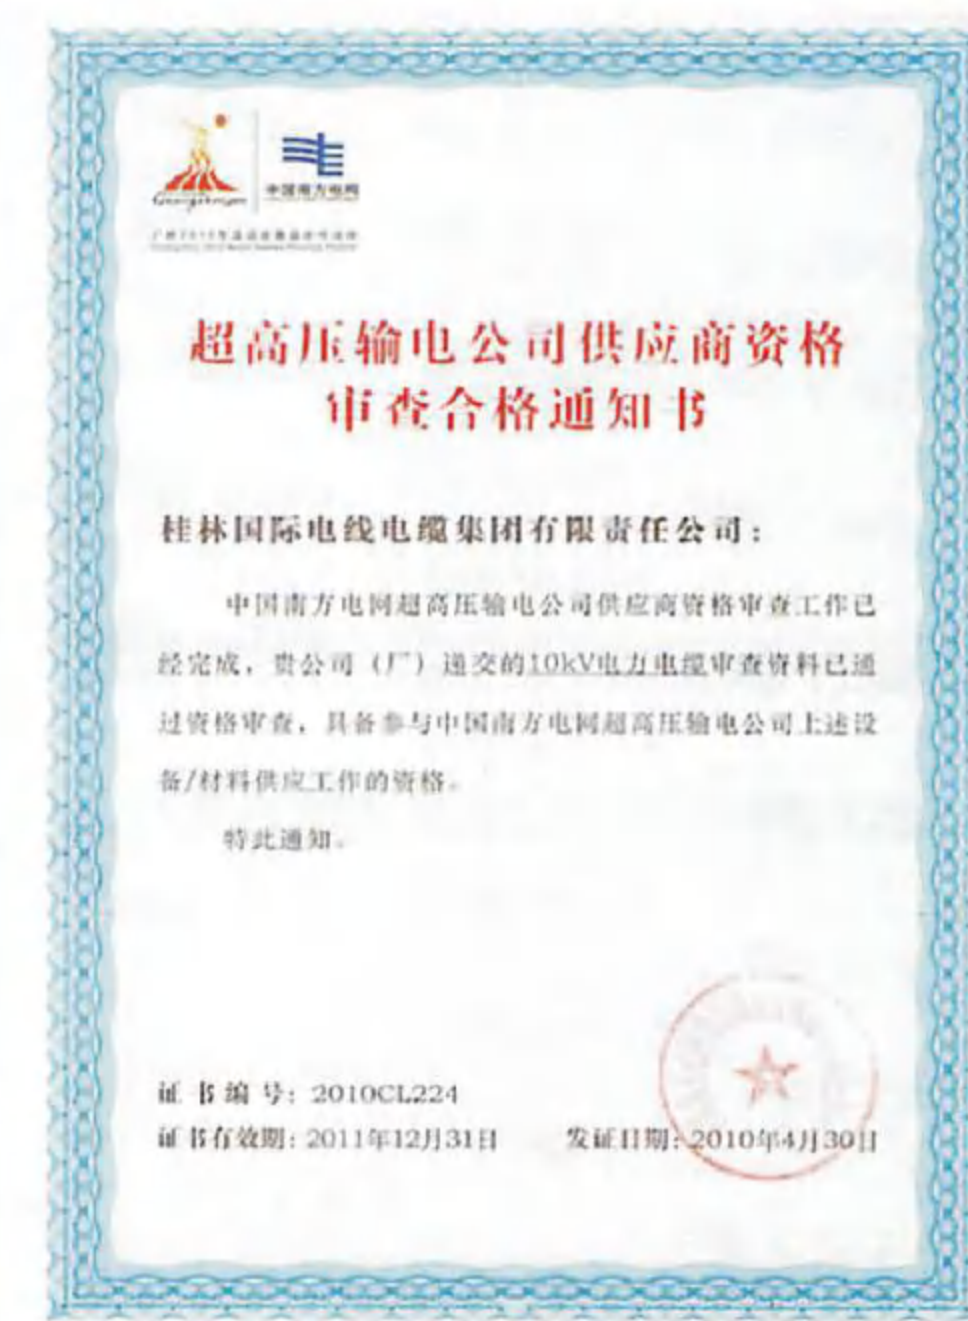 中国南方电网
超高压输电公司供应商资格
审查合格通知书
桂林国际电线电缆集团有限责任公司：
中国南方电网超高压输电公司供应商资格审查工作已
经完成，贵公司（厂）递交的10kV电力电缆审查资料已通
过资格审查，具备参与中国南方电网超高压输电公司上述设
备/材料供应工作的资格。
特此通知。
证书编号：2010CL224
证书有效期：2011年12月31日 发证日期：2010年4月30日